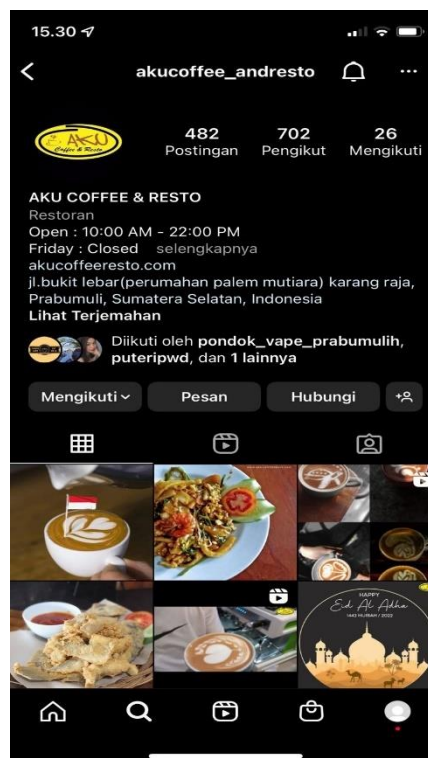 15.30
akucoffee_andresto
AKU
Coffee & Resto
482
Postingan
702
Pengikut
26
Mengikuti
AKU COFFEE & RESTO
Restoran
Open : 10:00 AM - 22:00 PM
Friday : Closed selengkapnya
akucoffeeresto.com
jl.bukit lebar(perumahan palem mutiara) karang raja,
Prabumuli, Sumatera Selatan, Indonesia
Lihat Terjemahan
Diikuti oleh pondok_vape_prabumulih,
puteripwd, dan 1 lainnya
Mengikuti
Pesan
Hubungi
HAPPY
Eid Al Adha